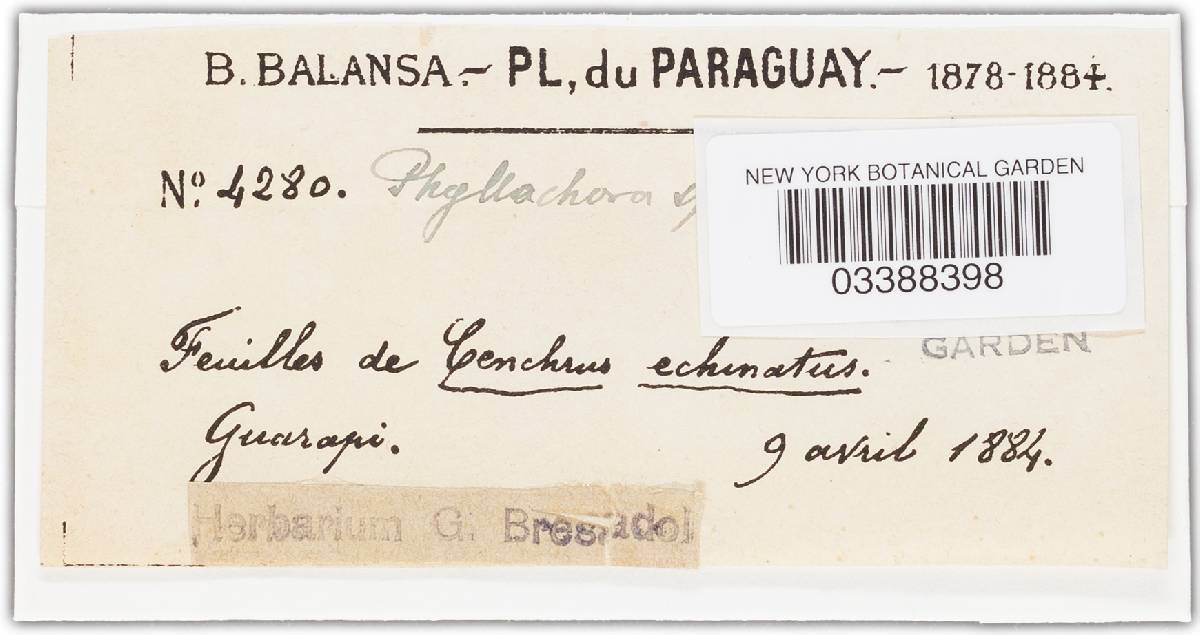 B. BALANSA.- PL, du PARAGUAY.- 1878-1884.
Nº. 4280. Phyllachora
NEW YORK BOTANICAL GARDEN
03388398
GARDEN
Feuilles de Cenchrus echinatus.
Guarapi. 9 avril 1884.
Herbarium G. Bresadol